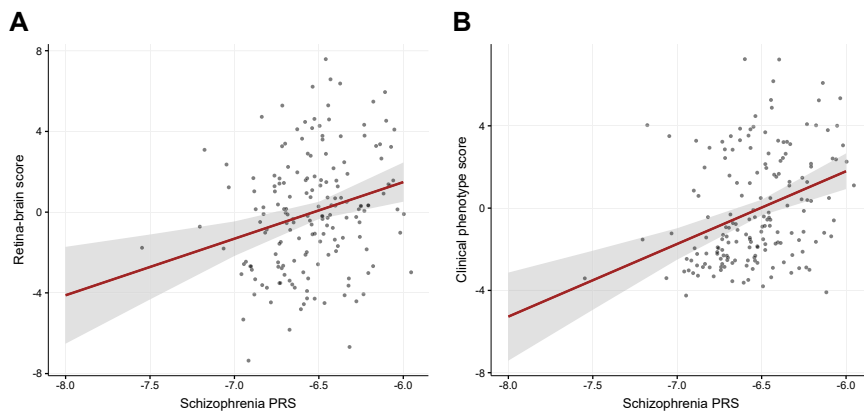 A
Retina-brain score
8
4
0
-4
-8
-8.0 -7.5 -7.0 -6.5 -6.0
Schizophrenia PRS
B
Clinical phenotype score
4
0
-4
-8
-8.0 -7.5 -7.0 -6.5 -6.0
Schizophrenia PRS